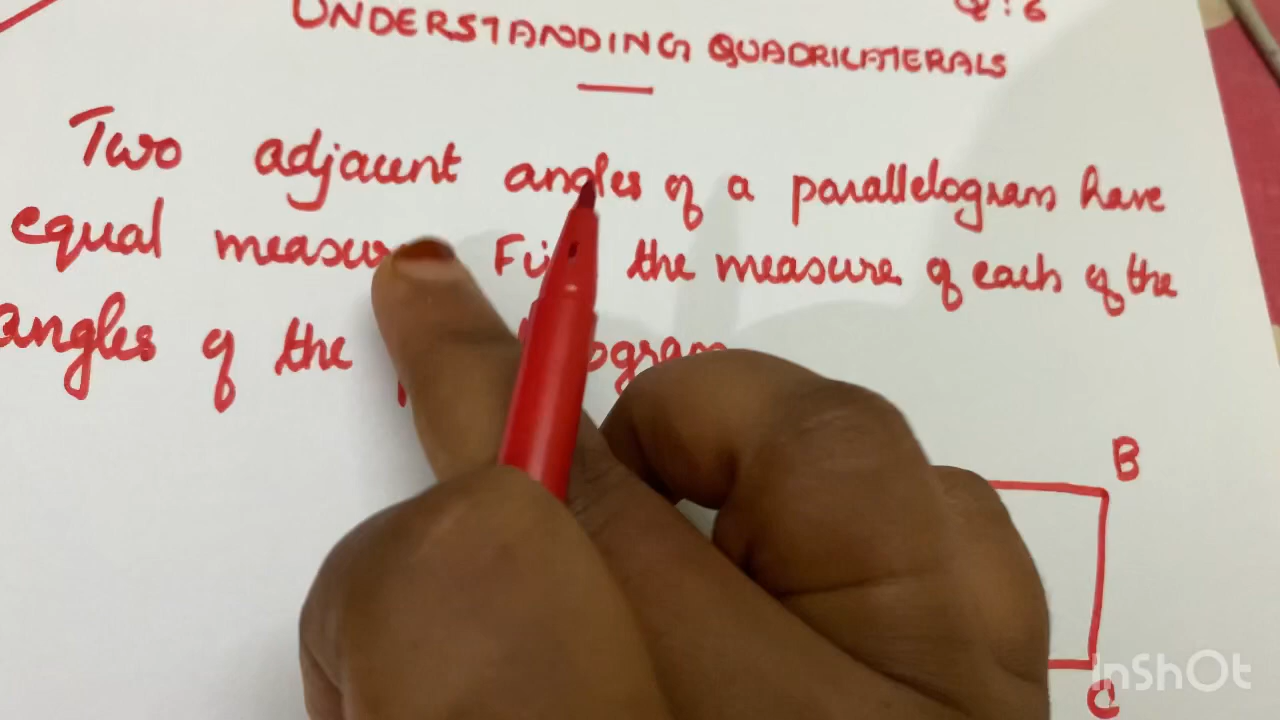 Q:6
UNDERSTANDING QUADRILATERALS
Two adjacent angles of a parallelogram have
equal the measure of each of the
angles of the
B
C
InShOt